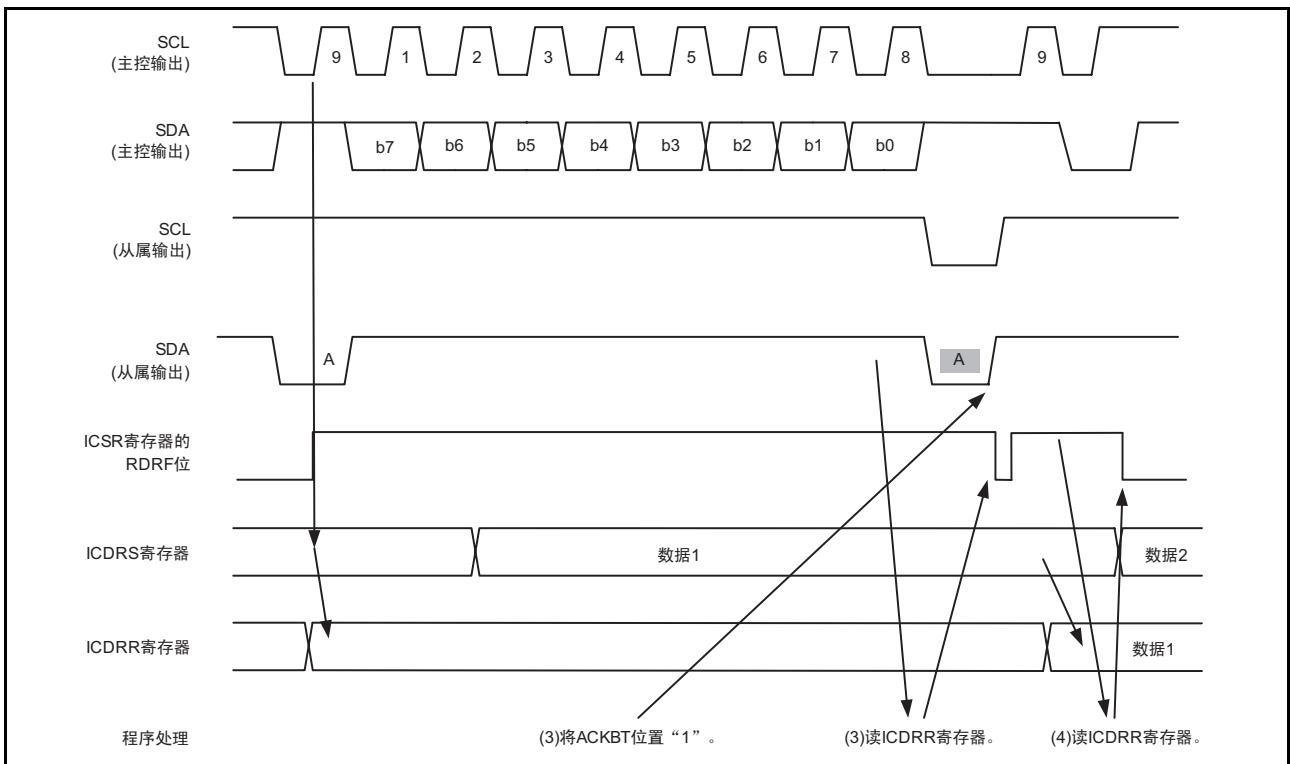 SCL
(主控输出)
9 1 2 3 4 5 6 7 8 9
SDA
(主控输出)
b7 b6 b5 b4 b3 b2 b1 b0
SCL
(从属输出)
SDA
(从属输出)
A A
ICSR寄存器的
RDRF位
ICDRS寄存器 数据1 数据2
ICDRR寄存器 数据1
程序处理 (3)将ACKBT位置“1”。 (3)读ICDRR寄存器。 (4)读ICDRR寄存器。